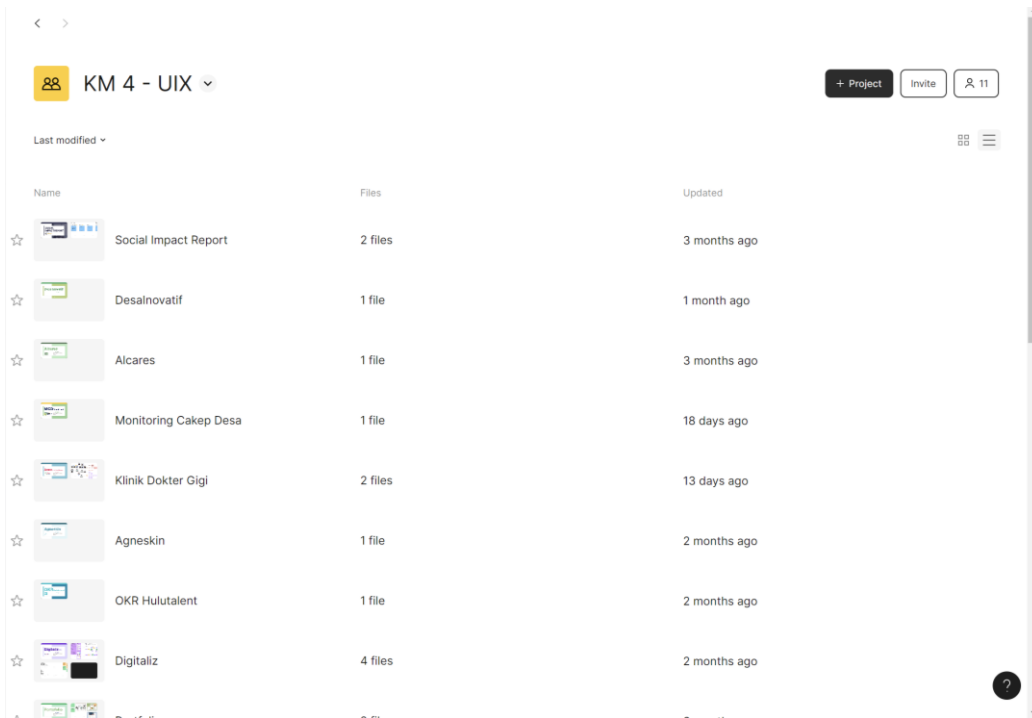 KM 4 - UIX
+ Project Invite 11
Last modified
Name Files Updated
Social Impact Report 2 files 3 months ago
DesaInovatif 1 file 1 month ago
Alcares 1 file 3 months ago
Monitoring Cakep Desa 1 file 18 days ago
Klinik Dokter Gigi 2 files 13 days ago
Agneskin 1 file 2 months ago
OKR Hulutalent 1 file 2 months ago
Digitaliz 4 files 2 months ago
?